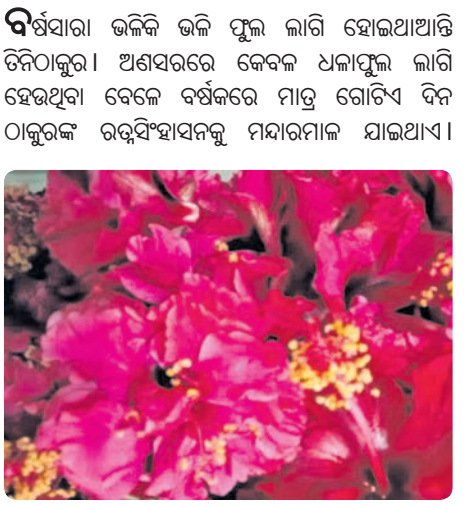 ବର୍ଷସାରା ଭଳିକି ଭଳି ଫୁଲ ଲାଗି ହୋଇଥାଆନ୍ତି
ତିନିଠାକୁର। ଅଣସରରେ କେବଳ ଧଳାଫୁଲ ଲାଗି
ହେଉଥିବା ବେଳେ ବର୍ଷକରେ ମାତ୍ର ଗୋଟିଏ ଦିନ
ଠାକୁରଙ୍କ ରତ୍ନସିଂହାସନକୁ ମନ୍ଦାରମାଳ ଯାଇଥାଏ।